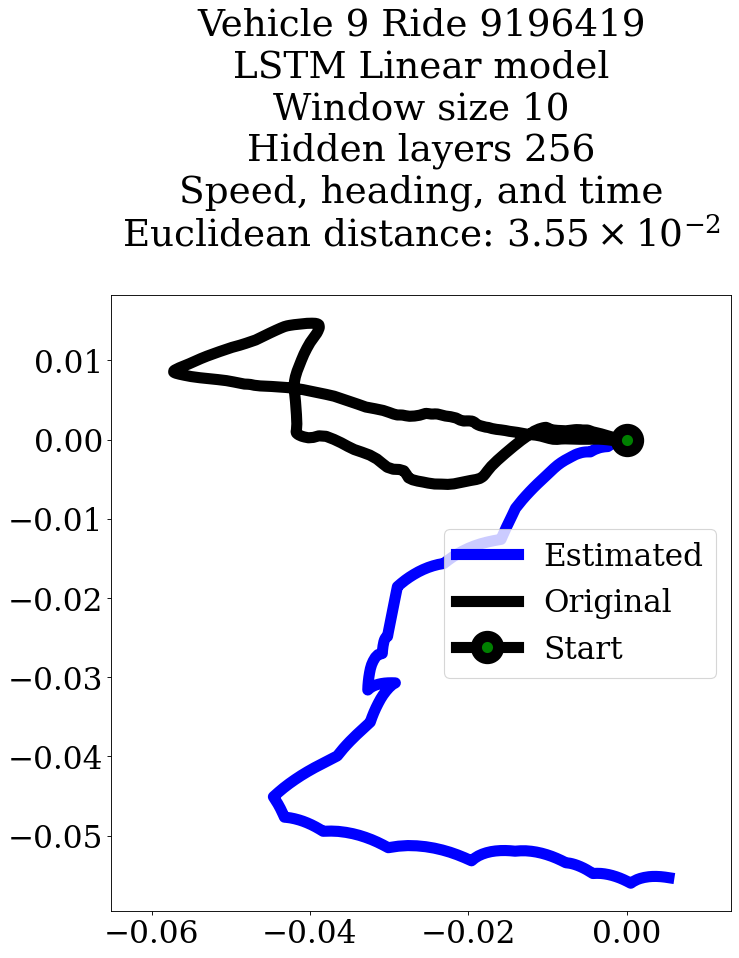 Vehicle 9 Ride 9196419
LSTM Linear model
Window size 10
Hidden layers 256
Speed, heading, and time
Euclidean distance: 3.55 × 10⁻²
0.01
0.00
−0.01
−0.02
−0.03
−0.04
−0.05
Estimated
Original
Start
−0.06
−0.04
−0.02
0.00